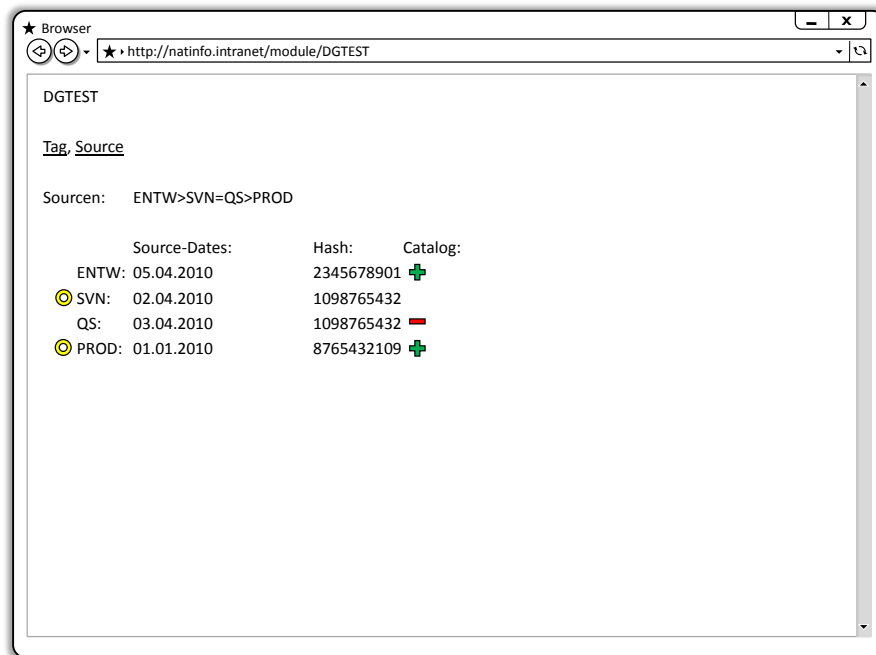 Browser
X
http://natinfo.intranet/module/DGTEST
DGTEST
Tag, Source
Sourcen: ENTW>SVN=QS>PROD
Source-Dates: Hash: Catalog:
ENTW: 05.04.2010 2345678901
SVN: 02.04.2010 1098765432
QS: 03.04.2010 1098765432
PROD: 01.01.2010 8765432109